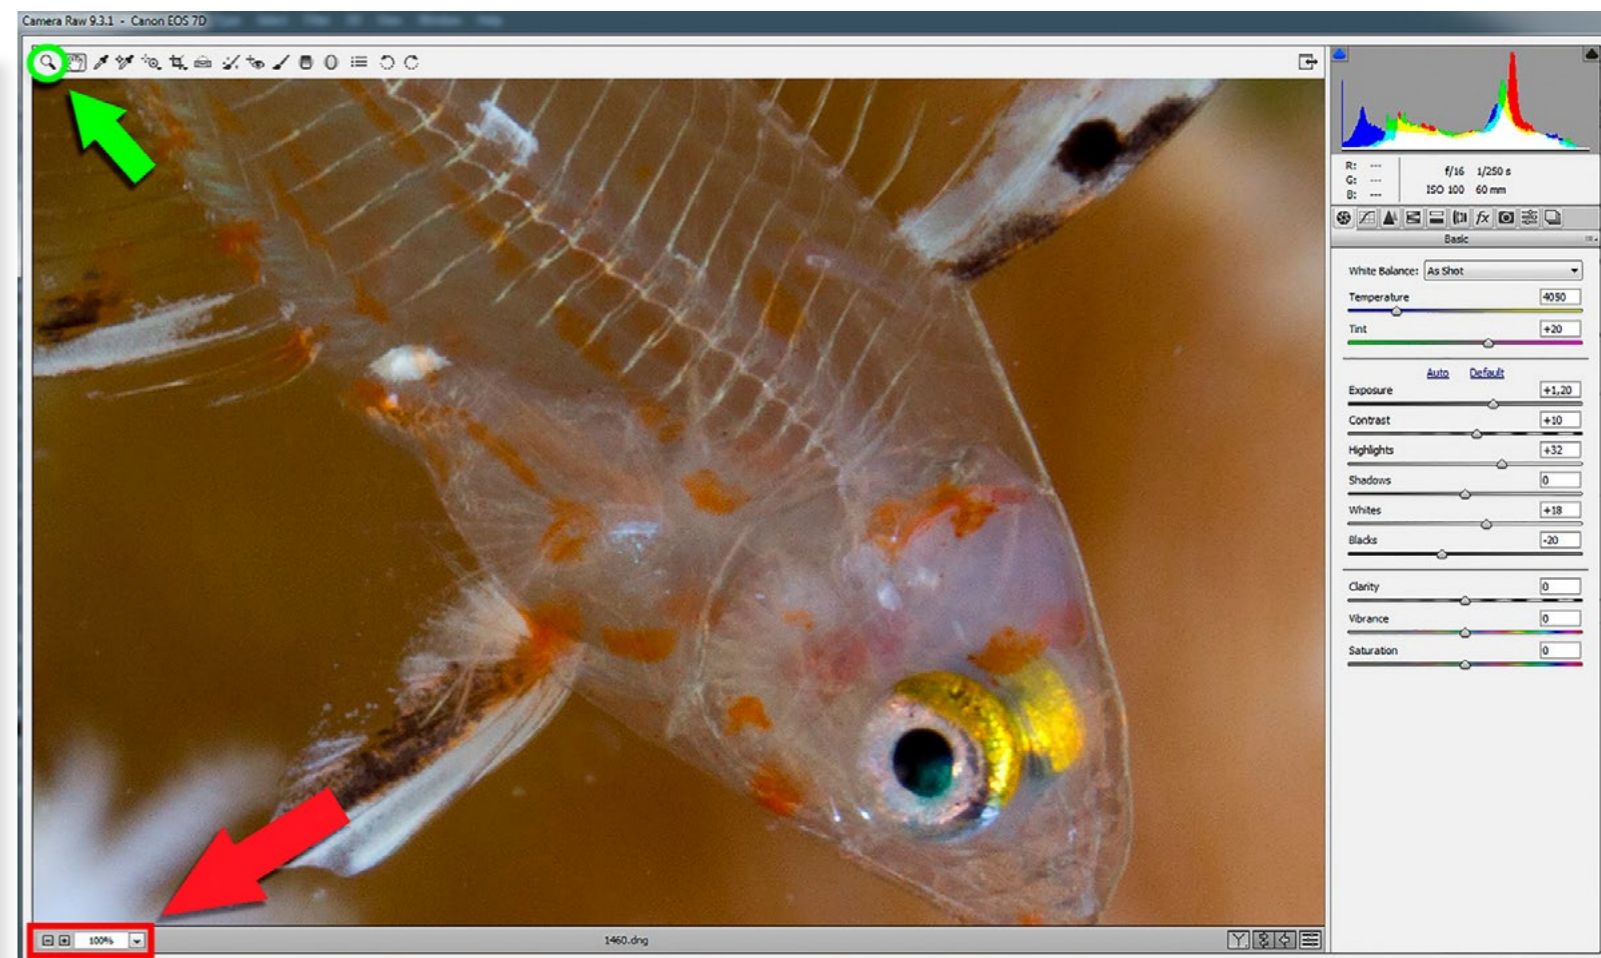 Camera Raw 9.3.1 - Canon EOS 7D
R: ---
G: ---
B: ---
f/16 1/250 s
ISO 100 60 mm
fx
Basic
White Balance: As Shot
Temperature 4050
Tint +20
Auto Default
Exposure +1,20
Contrast +10
Highlights +32
Shadows 0
Whites +18
Blacks -20
Clarity 0
Vibrance 0
Saturation 0
100%
1460.dng
Y